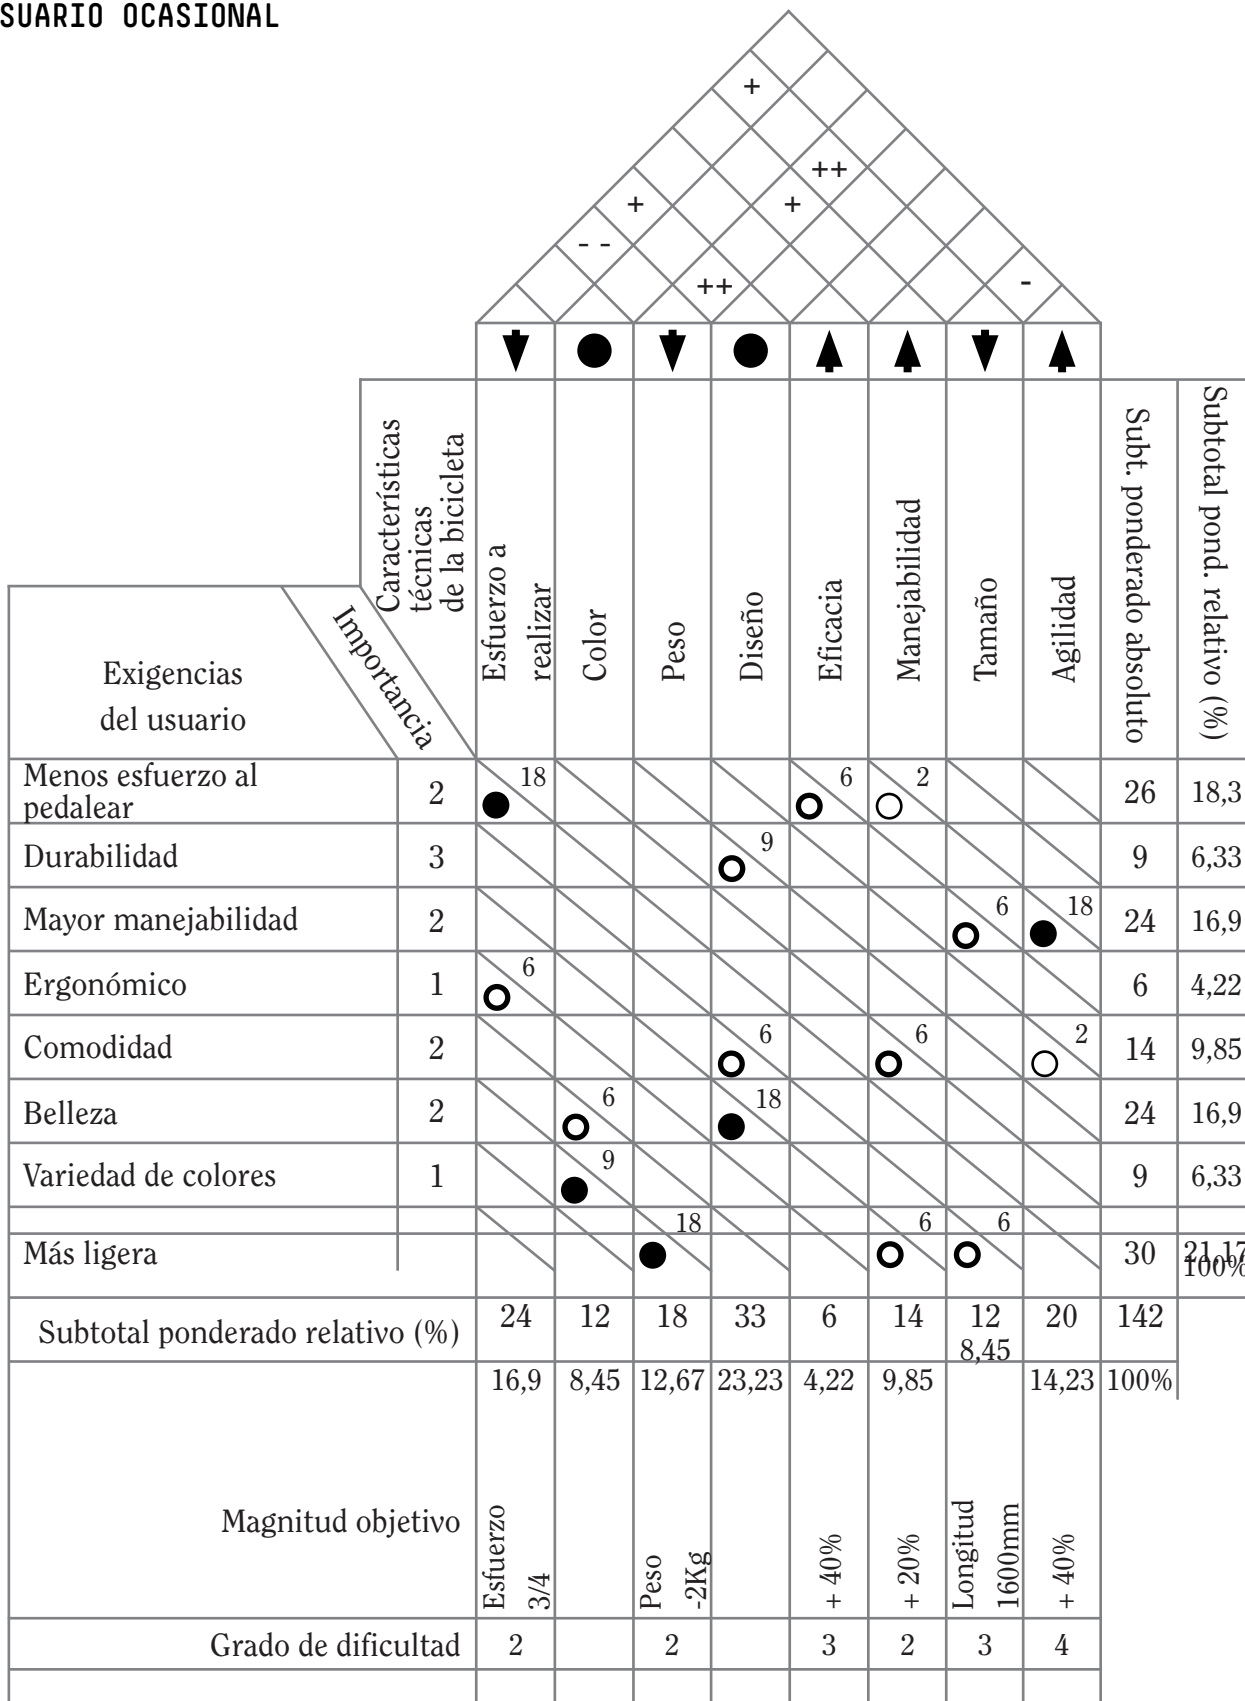 SUARIO OCASIONAL
+
++
+
+
- -
++
-
Características
técnicas
de la bicicleta
Esfuerzo a
realizar
Color
Peso
Diseño
Eficacia
Manejabilidad
Tamaño
Agilidad
Subt. ponderado absoluto
Subtotal pond. relativo (%)
Importancia
Exigencias
del usuario
Menos esfuerzo al
pedalear
2 18 6 2 26 18,3
Durabilidad 3 9 9 6,33
Mayor manejabilidad 2 6 18 24 16,9
Ergonómico 1 6 6 4,22
Comodidad 2 6 6 2 14 9,85
Belleza 2 6 18 24 16,9
Variedad de colores 1 9 9 6,33
Más ligera 18 6 6 30 21,17
100%
Subtotal ponderado relativo (%) 24 12 18 33 6 14 12 20 142
8,45
16,9 8,45 12,67 23,23 4,22 9,85 14,23 100%
Magnitud objetivo
Esfuerzo
3/4
Peso
-2Kg
+ 40%
+ 20%
Longitud
1600mm
+ 40%
Grado de dificultad 2 2 3 2 3 4